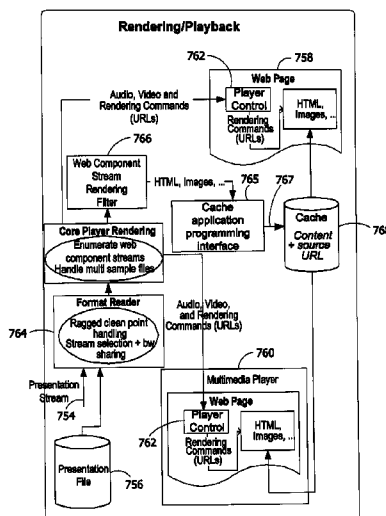 Rendering/Playback
762
758
Web Page
Player
Control
HTML,
Images, ...
Rendering
Commands
(URLs)
Audio, Video and
Rendering Commands
(URLs)
766
Web Component
Stream
Rendering
Filter
HTML, Images, ...
765
767
Cache
application
programming
interface
Cache
Content
+ source
URL
768
Core Player Rendering
Enumerate web
component streams
Handle multi sample files
Format Reader
764
Ragged clean point
handling
Stream selection + bw
sharing
Audio, Video,
and Rendering
Commands (URLs)
760
Multimedia Player
Web Page
762
Player
Control
HTML,
Images, ...
Rendering
Commands
(URLs)
Presentation
Stream
754
Presentation
File
756